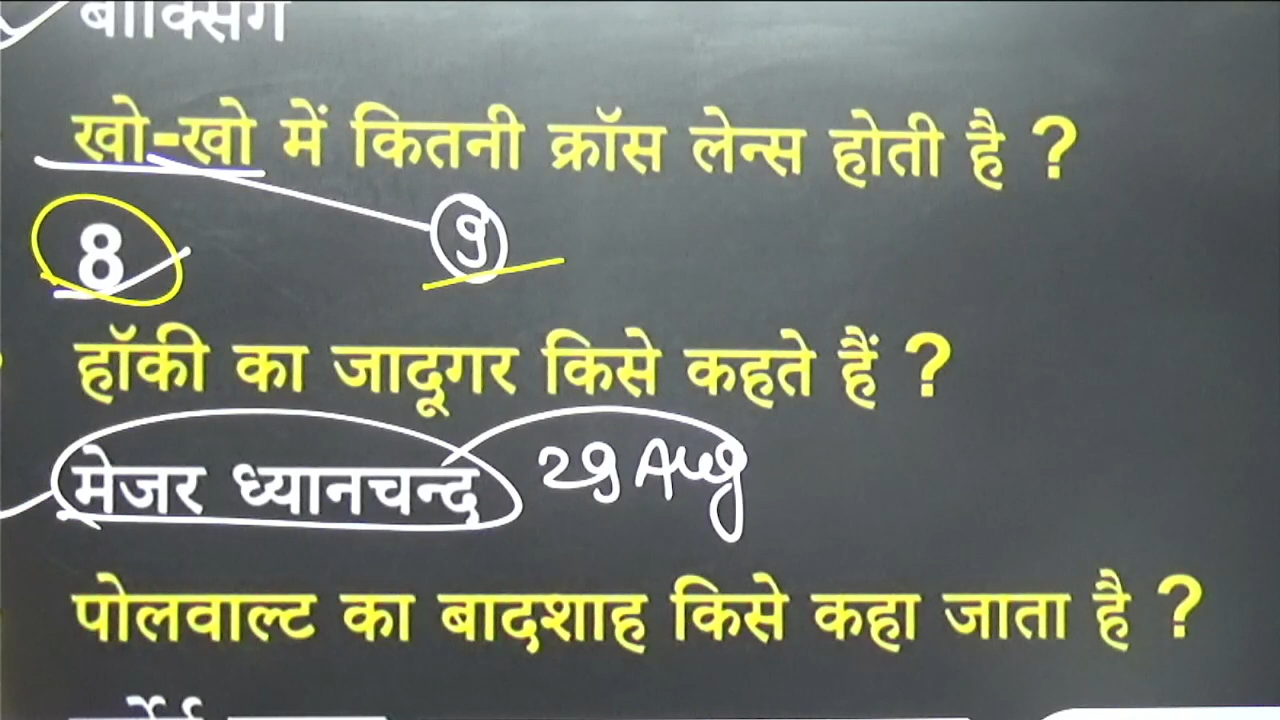 बॉक्सिंग
खो-खो में कितनी क्रॉस लेन्स होती है ?
8 9
हॉकी का जादूगर किसे कहते हैं ?
मेजर ध्यानचन्द 29 Aug
पोलवाल्ट का बादशाह किसे कहा जाता है ?